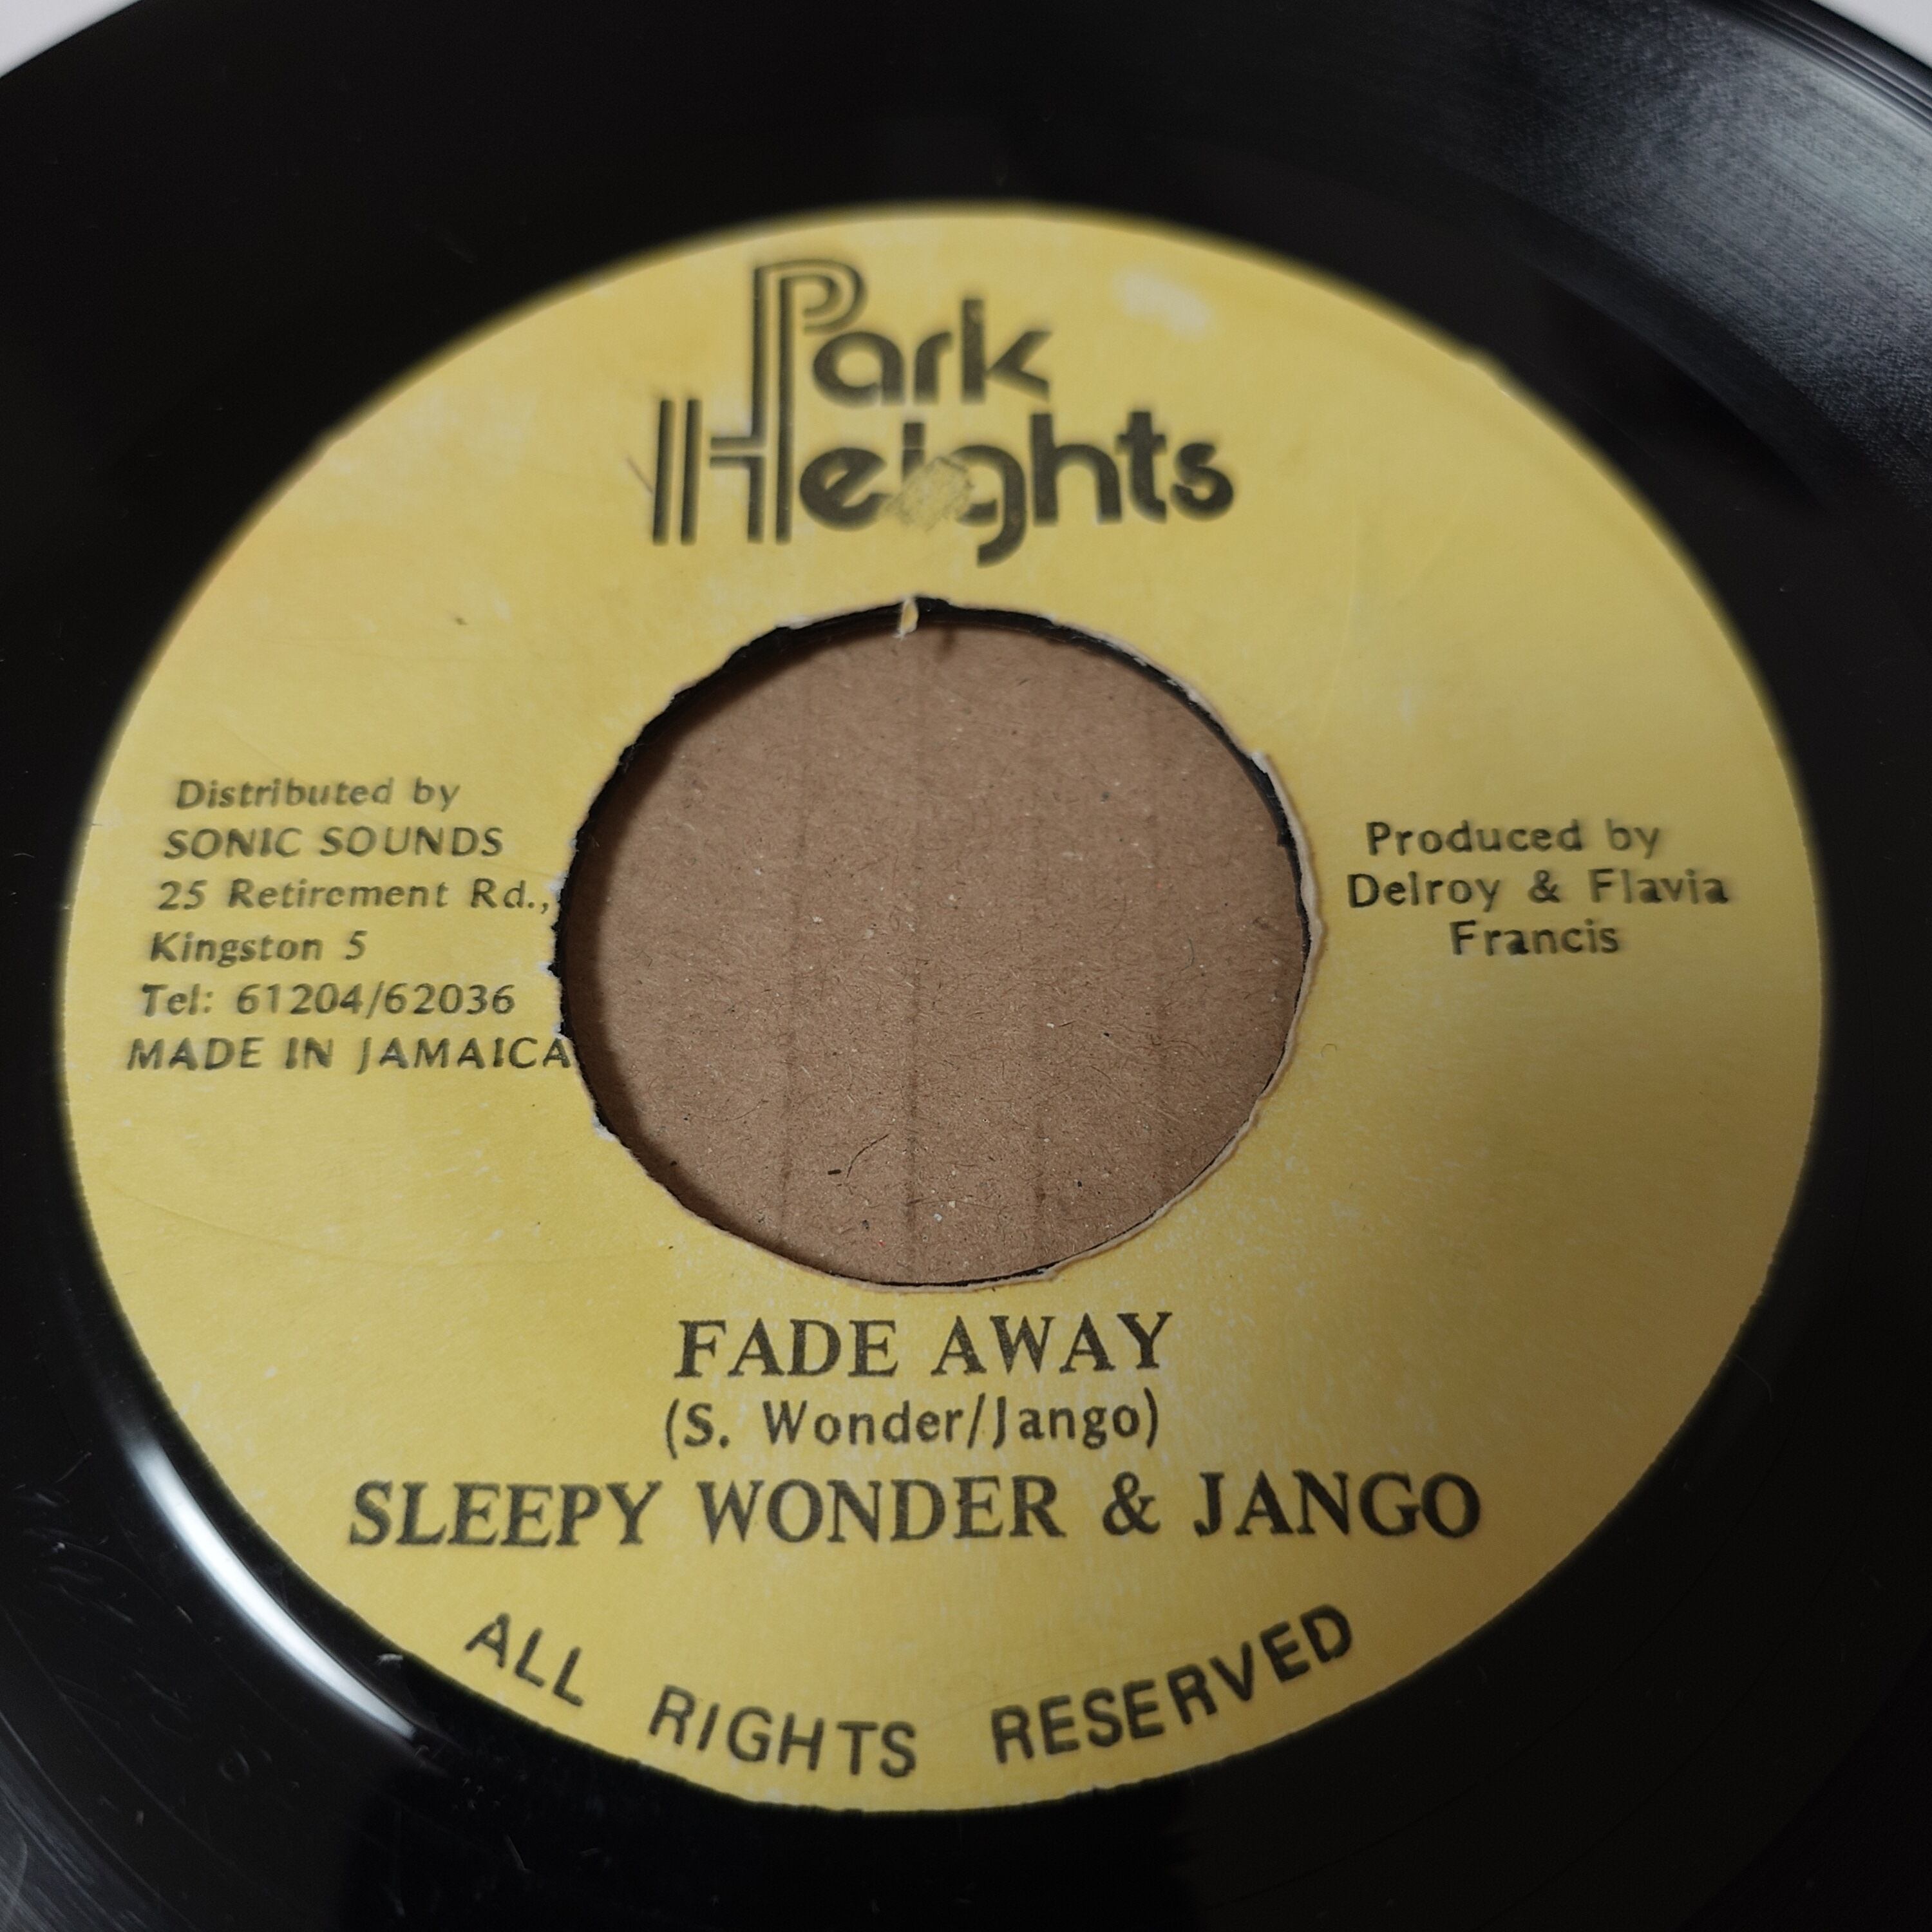 Park
Heights
Distributed by
SONIC SOUNDS
25 Retirement Rd.,
Kingston 5
Tel: 61204/62036
MADE IN JAMAICA
Produced by
Delroy & Flavia
Francis
FADE AWAY
(S. Wonder/Jango)
SLEEPY WONDER & JANGO
ALL RIGHTS RESERVED